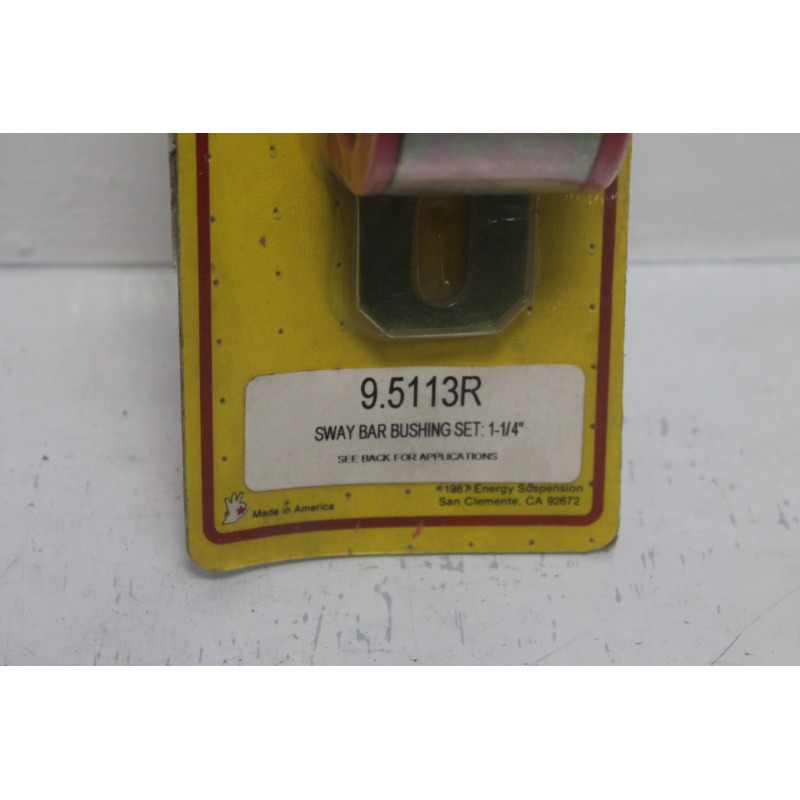 9.5113R
SWAY BAR BUSHING SET: 1-1/4"
SEE BACK FOR APPLICATIONS
Made in America
©1987 Energy Suspension
San Clemente, CA 92672